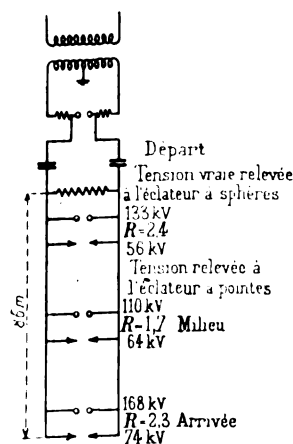 Départ
Tension vraie relevée
à l'éclateur à sphères
133 kV
R=2.4
56 kV
Tension relevée à
l'éclateur à pointes
110 kV
R=1,7 Milieu
64 kV
168 kV
R=2,3 Arrivée
74 kV